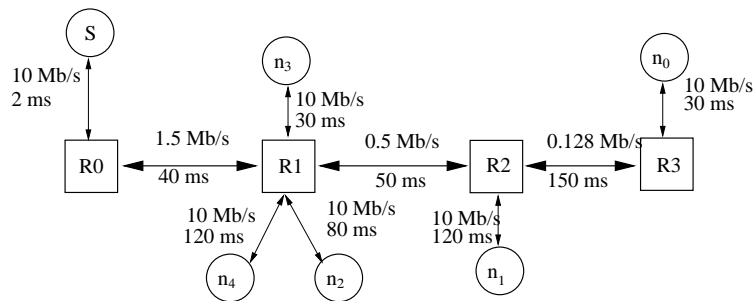 S
10 Mb/s
2 ms
n3
10 Mb/s
30 ms
n0
10 Mb/s
30 ms
R0
1.5 Mb/s
40 ms
R1
0.5 Mb/s
50 ms
R2
0.128 Mb/s
150 ms
R3
10 Mb/s
120 ms
10 Mb/s
80 ms
10 Mb/s
120 ms
n4
n2
n1